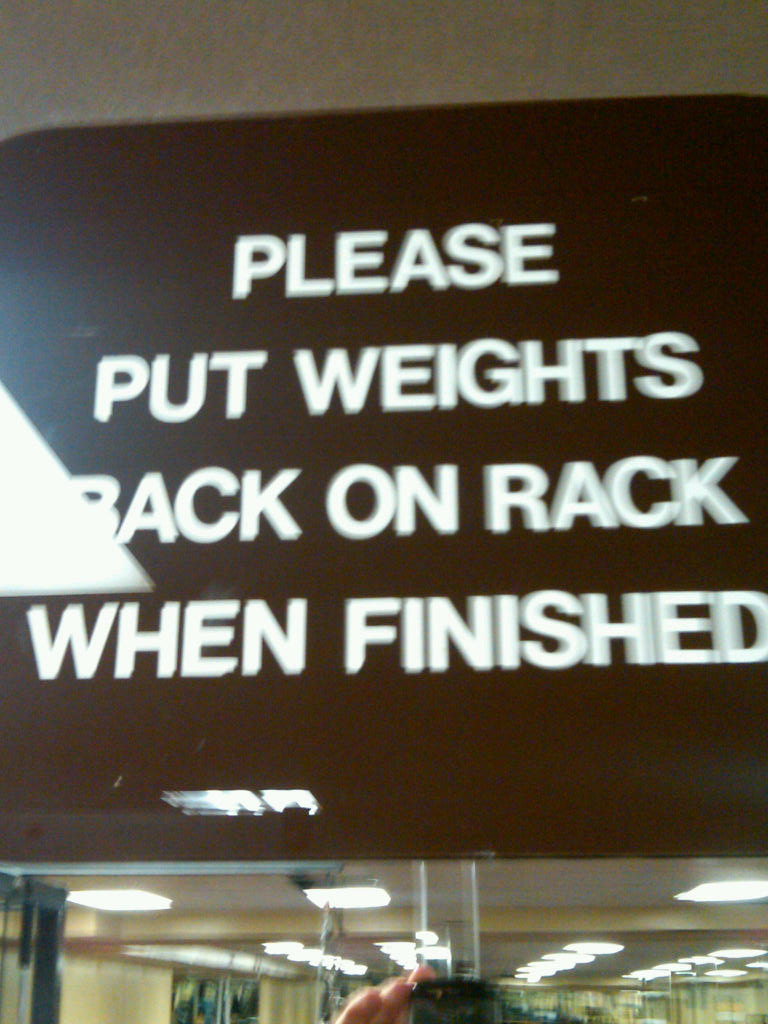 PLEASE
PUT WEIGHTS
BACK ON RACK
WHEN FINISHED